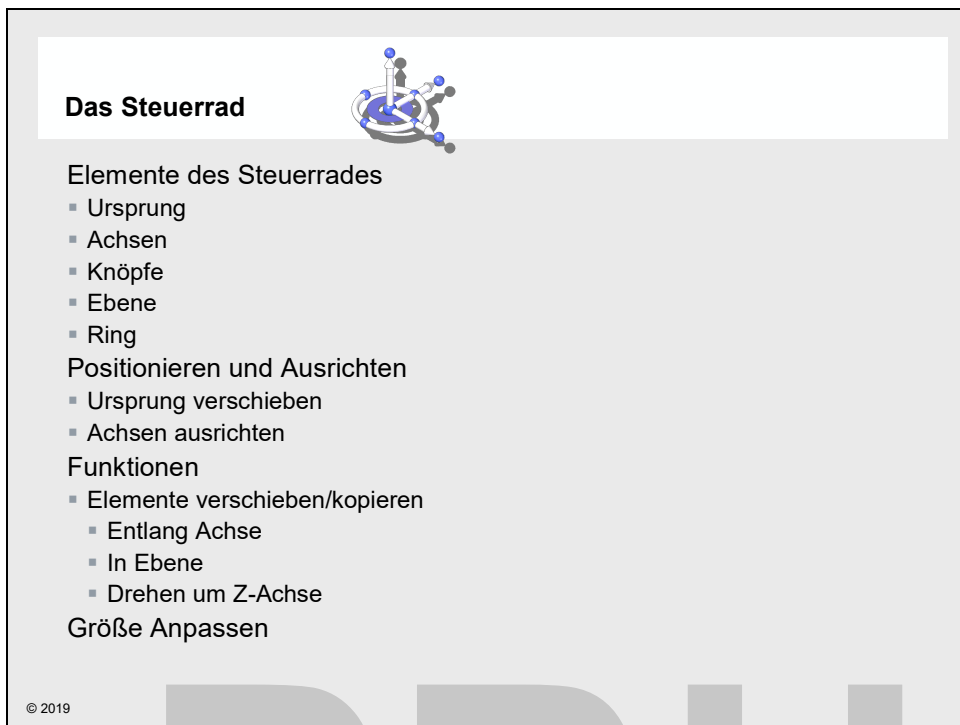 Das Steuerrad
Elemente des Steuerrades
Ursprung
Achsen
Knöpfe
Ebene
Ring
Positionieren und Ausrichten
Ursprung verschieben
Achsen ausrichten
Funktionen
Elemente verschieben/kopieren
Entlang Achse
In Ebene
Drehen um Z-Achse
Größe Anpassen
© 2019